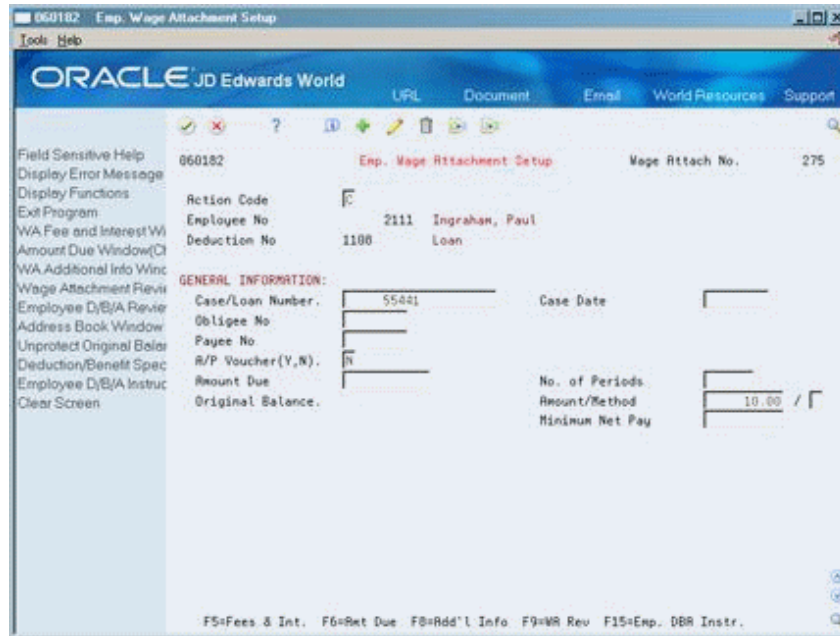 060182 Emp. Wage Attachment Setup
Tools Help
ORACLE JD Edwards World
URL Document Email World Resources Support
Field Sensitive Help
Display Error Message
Display Functions
Exit Program
WA Fee and Interest Wi
Amount Due Window(Ch
WA Additional Info Winc
Wage Attachment Revie
Employee D/B/A Review
Address Book Window
Unprotect Original Balan
Deduction/Benefit Spec
Employee D/B/A Instruc
Clear Screen
060182 Emp. Wage Attachment Setup Wage Attach No. 275
Action Code C
Employee No 2111 Ingraham, Paul
Deduction No 1108 Loan
GENERAL INFORMATION:
Case/Loan Number. 55441 Case Date
Obligee No
Payee No
A/P Voucher(Y,N). N
Amount Due No. of Periods
Original Balance. Amount/Method 10.00 /
Minimum Net Pay
F5=Fees & Int. F6=Amt Due F8=Add'l Info F9=WA Rev F15=Emp. DBA Instr.